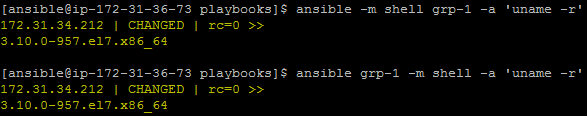 [ansible@ip-172-31-36-73 playbooks]$ ansible -m shell grp-1 -a 'uname -r'
172.31.34.212 | CHANGED | rc=0 >>
3.10.0-957.el7.x86_64
[ansible@ip-172-31-36-73 playbooks]$ ansible grp-1 -m shell -a 'uname -r'
172.31.34.212 | CHANGED | rc=0 >>
3.10.0-957.el7.x86_64